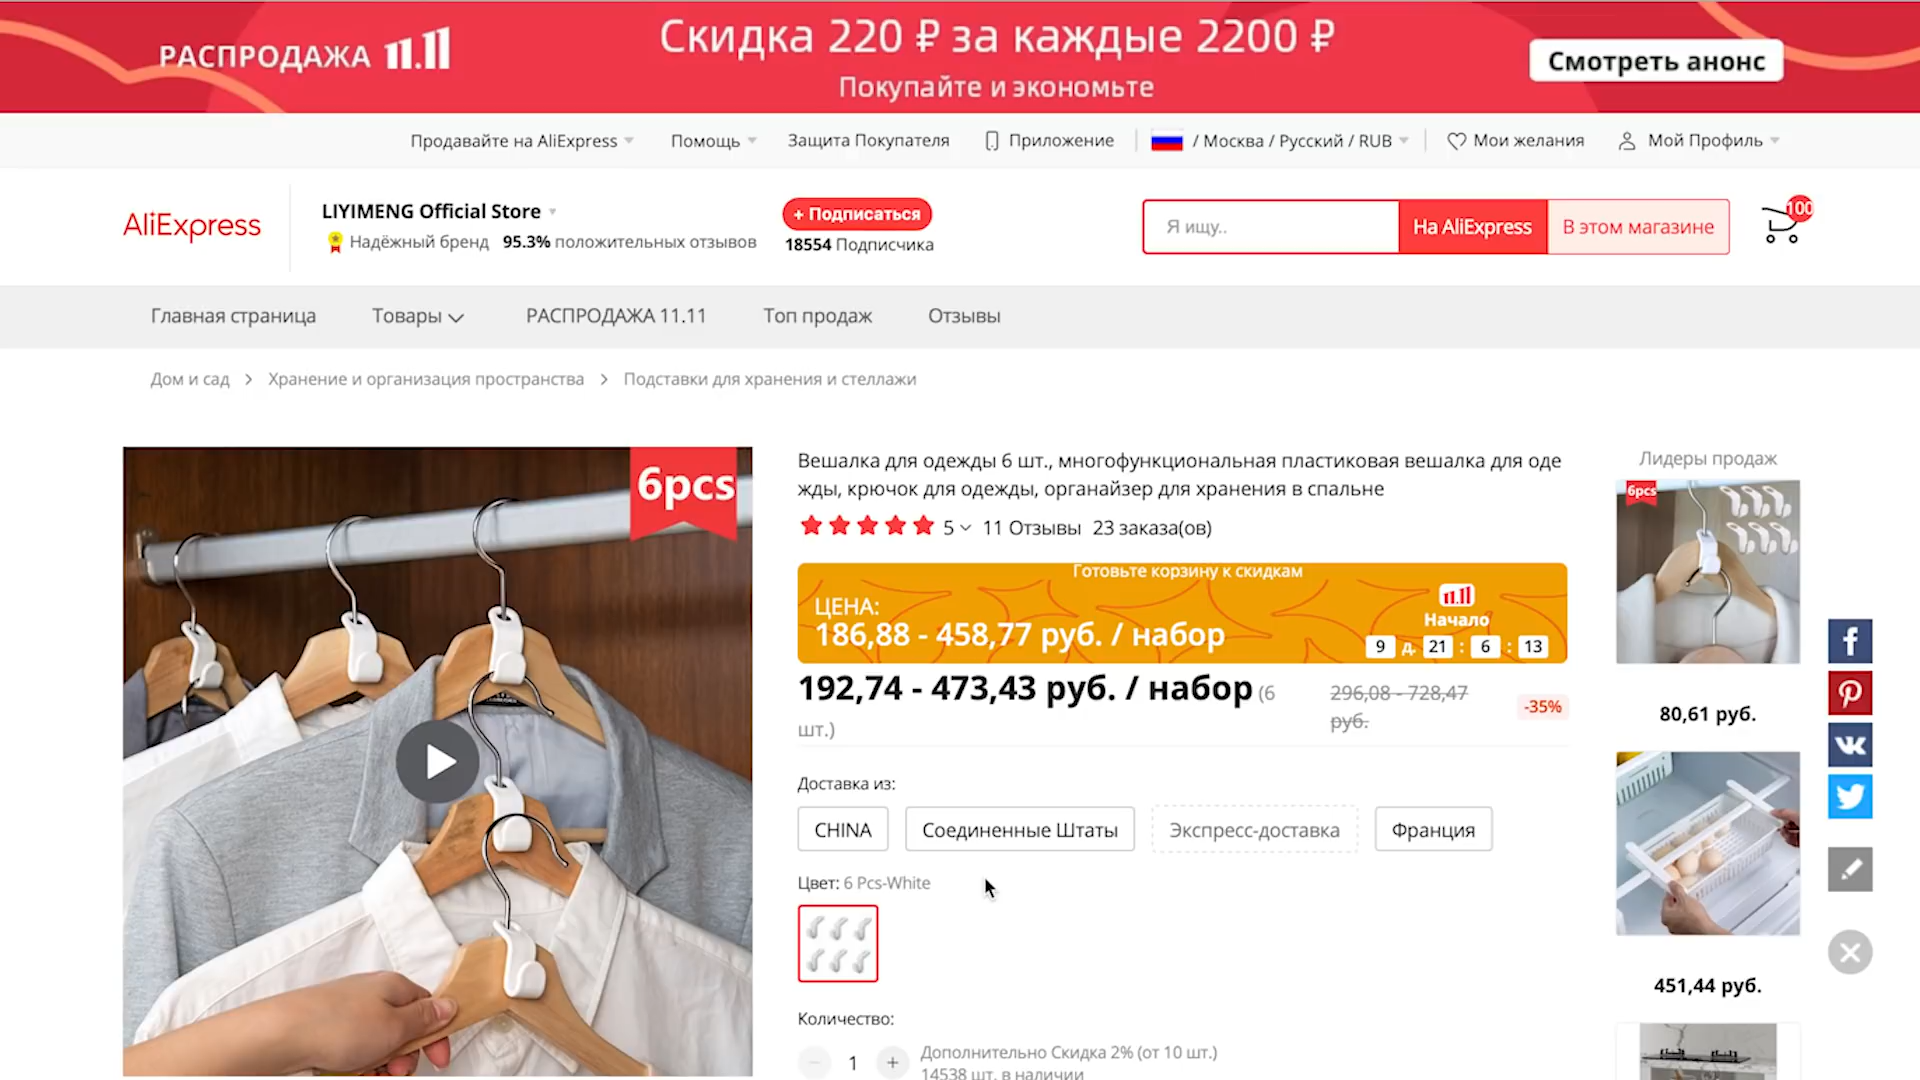 РАСПРОДАЖА 11.11
Скидка 220 ₽ за каждые 2200 ₽
Покупайте и экономьте
Смотреть анонс
Продавайте на AliExpress
Помощь
Защита Покупателя
Приложение
/ Москва / Русский / RUB
Мои желания
Мой Профиль
AliExpress
LIYIMENG Official Store
Надёжный бренд 95.3% положительных отзывов
+ Подписаться
18554 Подписчика
Я ищу..
На AliExpress
В этом магазине
100
Главная страница
Товары
РАСПРОДАЖА 11.11
Топ продаж
Отзывы
Дом и сад > Хранение и организация пространства > Подставки для хранения и стеллажи
6pcs
Вешалка для одежды 6 шт., многофункциональная пластиковая вешалка для оде
жды, крючок для одежды, органайзер для хранения в спальне
5 11 Отзывы 23 заказа(ов)
Готовьте корзину к скидкам
ЦЕНА:
186,88 - 458,77 руб. / набор
11.11
Начало
9 д. 21 : 6 : 13
192,74 - 473,43 руб. / набор (6
шт.)
296,08 - 728,47
руб.
-35%
Доставка из:
CHINA
Соединенные Штаты
Экспресс-доставка
Франция
Цвет: 6 Pcs-White
Количество:
1
Дополнительно Скидка 2% (от 10 шт.)
14538 шт. в наличии
Лидеры продаж
6pcs
80,61 руб.
451,44 руб.